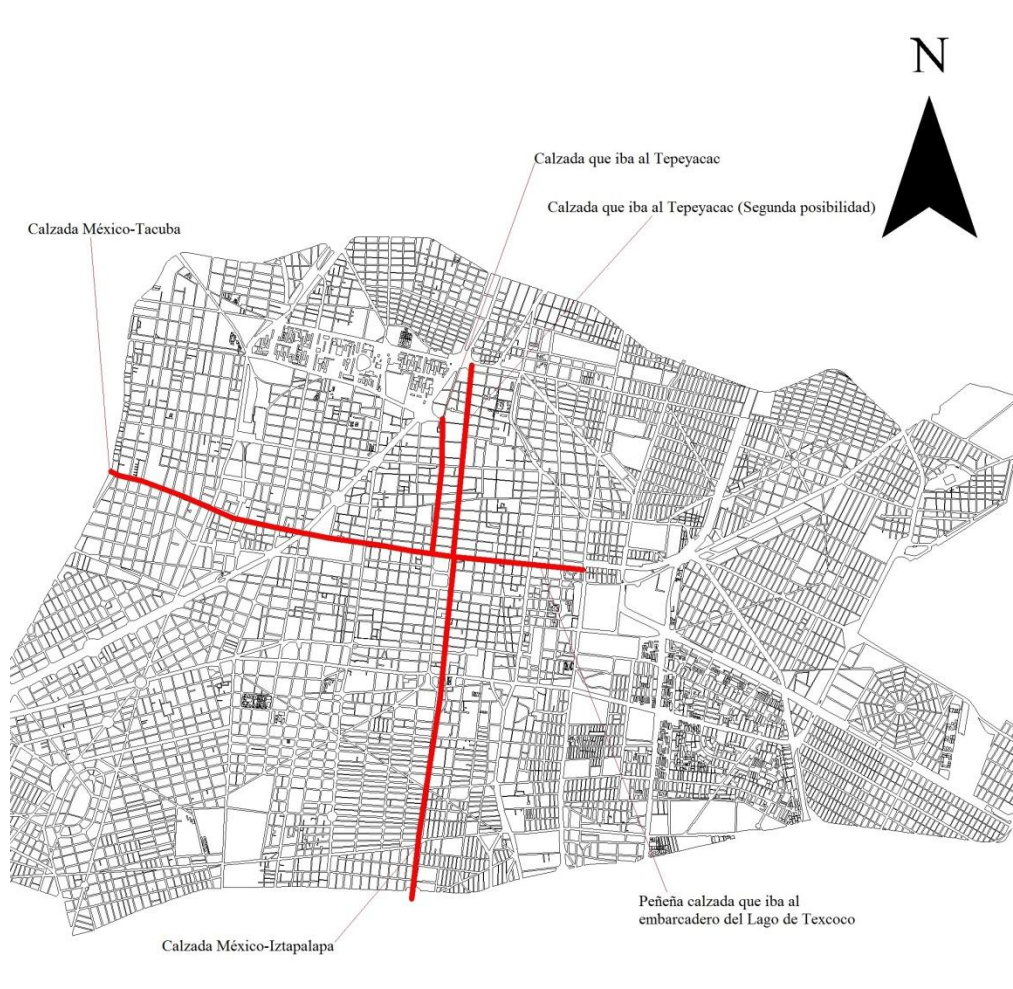 N
Calzada que iba al Tepeyacac
Calzada que iba al Tepeyacac (Segunda posibilidad)
Calzada México-Tacuba
Peñeña calzada que iba al
embarcadero del Lago de Texcoco
Calzada México-Iztapalapa